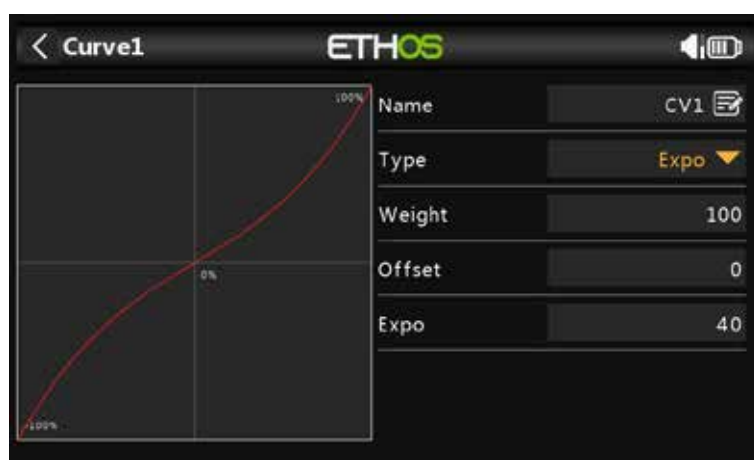 < Curve1
ETHOS
100%
Name CV1
Type Expo
Weight 100
Offset 0
0%
Expo 40
-100%